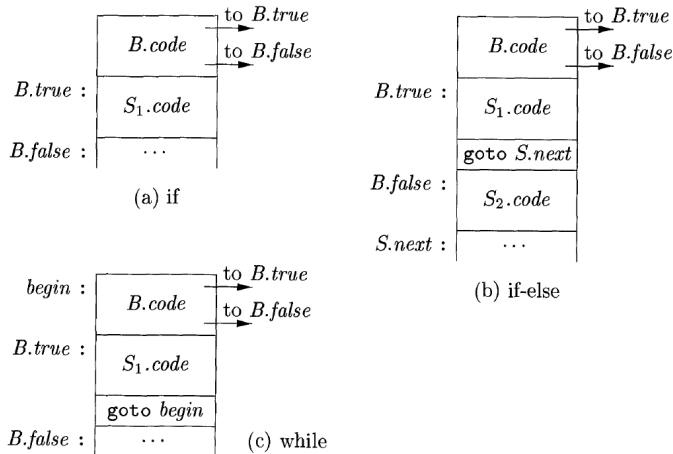 to B.true
B.code
to B.false
B.true :
S₁.code
B.false :
...
(a) if
to B.true
B.code
to B.false
B.true :
S₁.code
goto S.next
B.false :
S₂.code
S.next :
...
(b) if-else
begin :
to B.true
B.code
to B.false
B.true :
S₁.code
goto begin
B.false :
...
(c) while